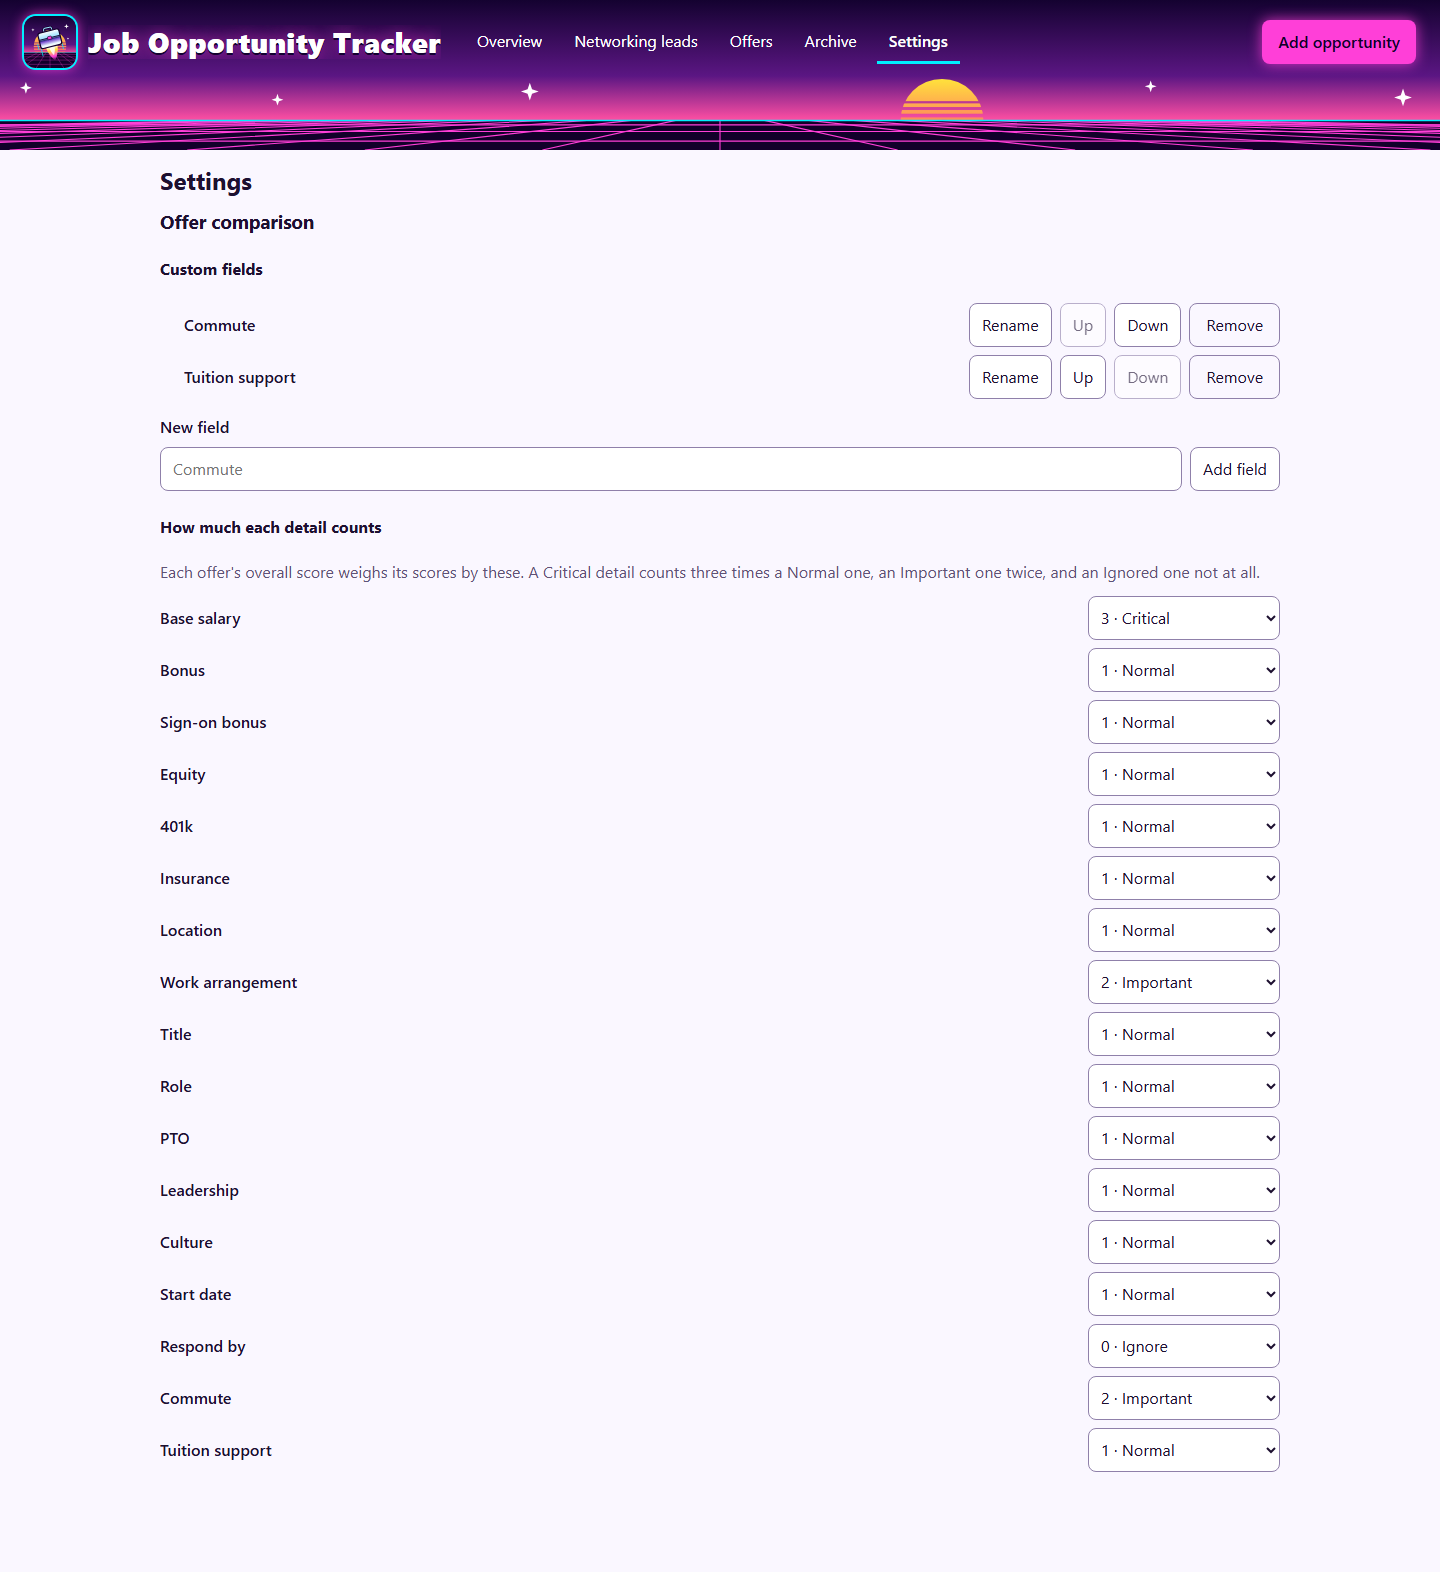 Job Opportunity Tracker
Overview
Networking leads
Offers
Archive
Settings
Add opportunity
Settings
Offer comparison
Custom fields
Commute
Rename
Up
Down
Remove
Tuition support
Rename
Up
Down
Remove
New field
Commute
Add field
How much each detail counts
Each offer's overall score weighs its scores by these. A Critical detail counts three times a Normal one, an Important one twice, and an Ignored one not at all.
Base salary
3 · Critical
Bonus
1 · Normal
Sign-on bonus
1 · Normal
Equity
1 · Normal
401k
1 · Normal
Insurance
1 · Normal
Location
1 · Normal
Work arrangement
2 · Important
Title
1 · Normal
Role
1 · Normal
PTO
1 · Normal
Leadership
1 · Normal
Culture
1 · Normal
Start date
1 · Normal
Respond by
0 · Ignore
Commute
2 · Important
Tuition support
1 · Normal